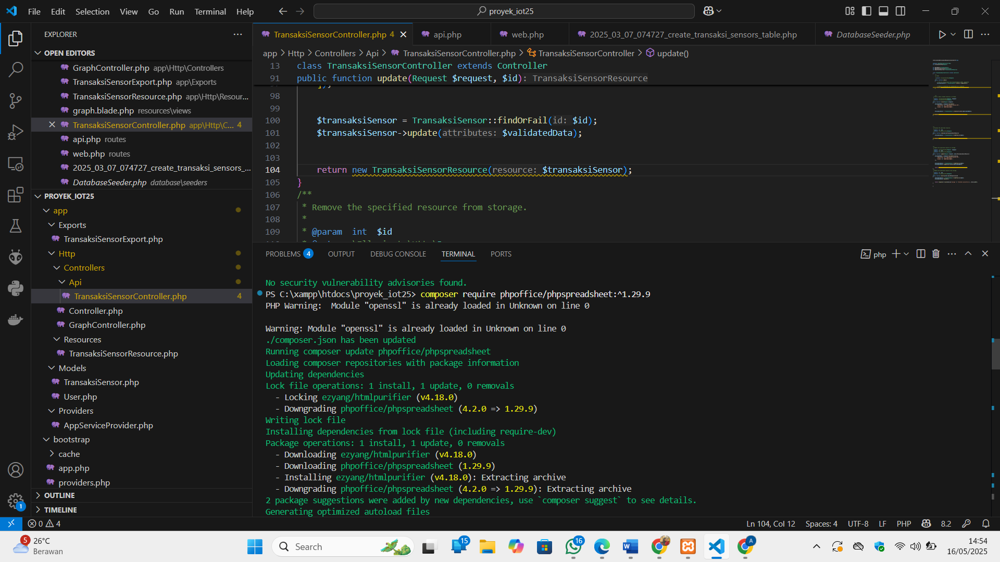 File Edit Selection View Go Run Terminal Help
proyek_iot25
EXPLORER
OPEN EDITORS
GraphController.php app\Http\Controllers
TransaksiSensorExport.php app\Exports
TransaksiSensorResource.php app\Http\Resour...
graph.blade.php resources\views
TransaksiSensorController.php app\Http\C... 4
api.php routes
web.php routes
2025_03_07_074727_create_transaksi_sensors_...
DatabaseSeeder.php database\seeders
PROYEK_IOT25
app
Exports
TransaksiSensorExport.php
Http
Controllers
Api
TransaksiSensorController.php 4
Controller.php
GraphController.php
Resources
TransaksiSensorResource.php
Models
TransaksiSensor.php
User.php
Providers
AppServiceProvider.php
bootstrap
cache
app.php
providers.php
OUTLINE
TIMELINE
TransaksiSensorController.php 4 api.php web.php 2025_03_07_074727_create_transaksi_sensors_table.php DatabaseSeeder.php
app > Http > Controllers > Api > TransaksiSensorController.php > TransaksiSensorController > update()
13 class TransaksiSensorController extends Controller
91 public function update(Request $request, $id): TransaksiSensorResource
98
99
100 $transaksiSensor = TransaksiSensor::findOrFail(id: $id);
101 $transaksiSensor->update(attributes: $validatedData);
102
103
104 return new TransaksiSensorResource(resource: $transaksiSensor);
105 }
106 /**
107 * Remove the specified resource from storage.
108 *
109 * @param int $id
PROBLEMS 4 OUTPUT DEBUG CONSOLE TERMINAL PORTS
php
No security vulnerability advisories found.
PS C:\xampp\htdocs\proyek_iot25> composer require phpoffice/phpspreadsheet:^1.29.9
PHP Warning:  Module "openssl" is already loaded in Unknown on line 0
Warning: Module "openssl" is already loaded in Unknown on line 0
./composer.json has been updated
Running composer update phpoffice/phpspreadsheet
Loading composer repositories with package information
Updating dependencies
Lock file operations: 1 install, 1 update, 0 removals
- Locking ezyang/htmlpurifier (v4.18.0)
- Downgrading phpoffice/phpspreadsheet (4.2.0 => 1.29.9)
Writing lock file
Installing dependencies from lock file (including require-dev)
Package operations: 1 install, 1 update, 0 removals
- Downloading ezyang/htmlpurifier (v4.18.0)
- Downloading phpoffice/phpspreadsheet (1.29.9)
- Installing ezyang/htmlpurifier (v4.18.0): Extracting archive
- Downgrading phpoffice/phpspreadsheet (4.2.0 => 1.29.9): Extracting archive
2 package suggestions were added by new dependencies, use `composer suggest` to see details.
Generating optimized autoload files
1
0 4
Ln 104, Col 12 Spaces: 4 UTF-8 LF PHP 8.2
5
26°C
Berawan
Search
15
16
A
14:54
16/05/2025